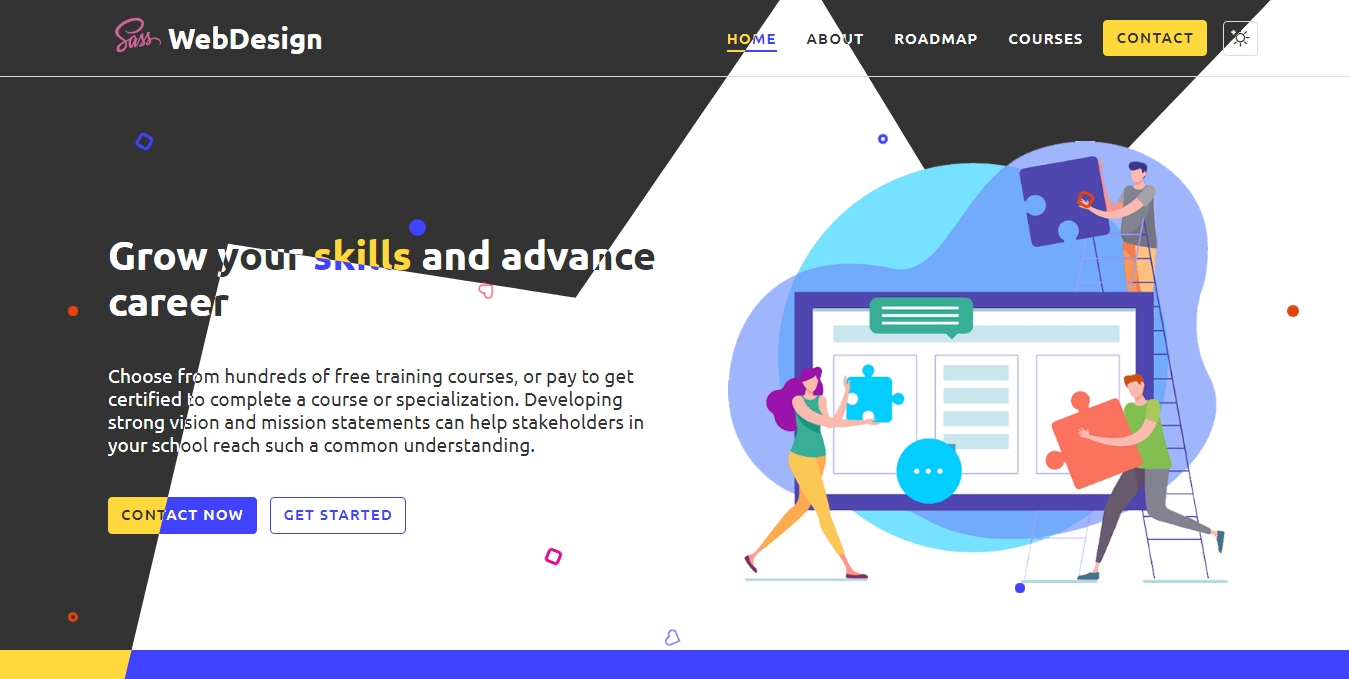 Sass WebDesign
HOME ABOUT ROADMAP COURSES CONTACT
Grow your skills and advance
career
Choose from hundreds of free training courses, or pay to get
certified to complete a course or specialization. Developing
strong vision and mission statements can help stakeholders in
your school reach such a common understanding.
CONTACT NOW GET STARTED